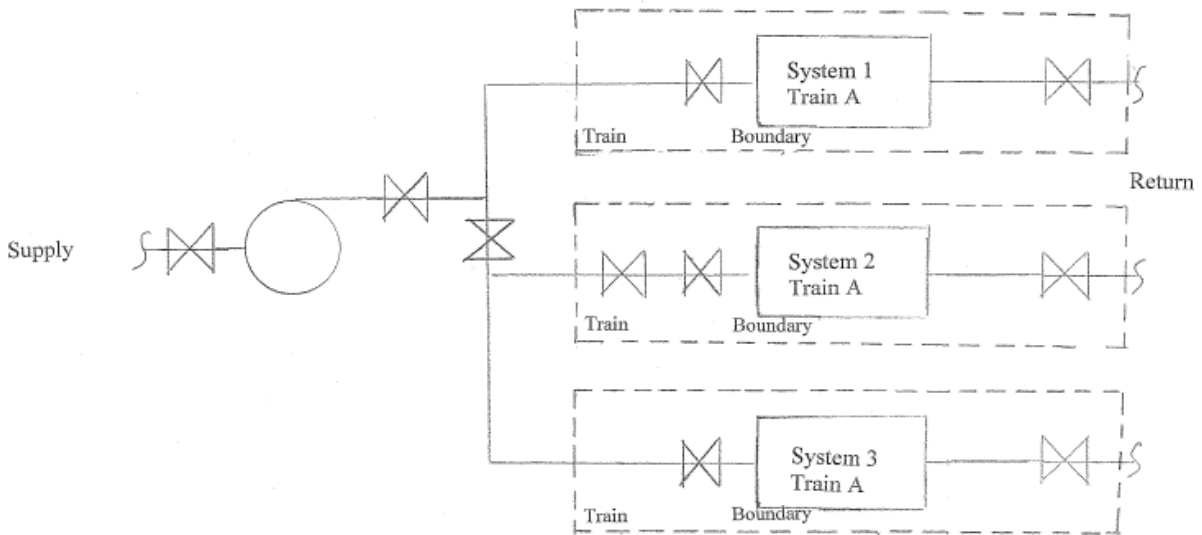 System 1
Train A
Train Boundary
Return
Supply
System 2
Train A
Train Boundary
System 3
Train A
Train Boundary